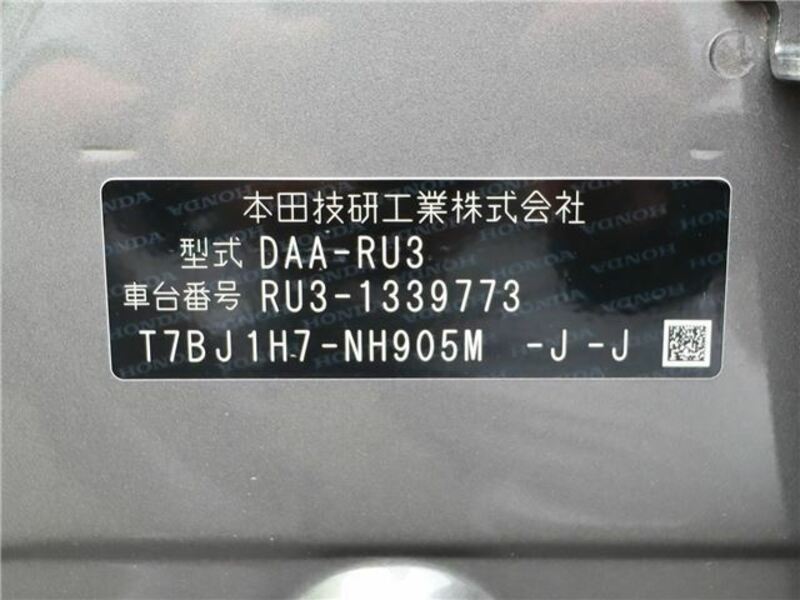 本田技研工業株式会社
型式 DAA-RU3
車台番号 RU3-1339773
T7BJ1H7-NH905M -J-J